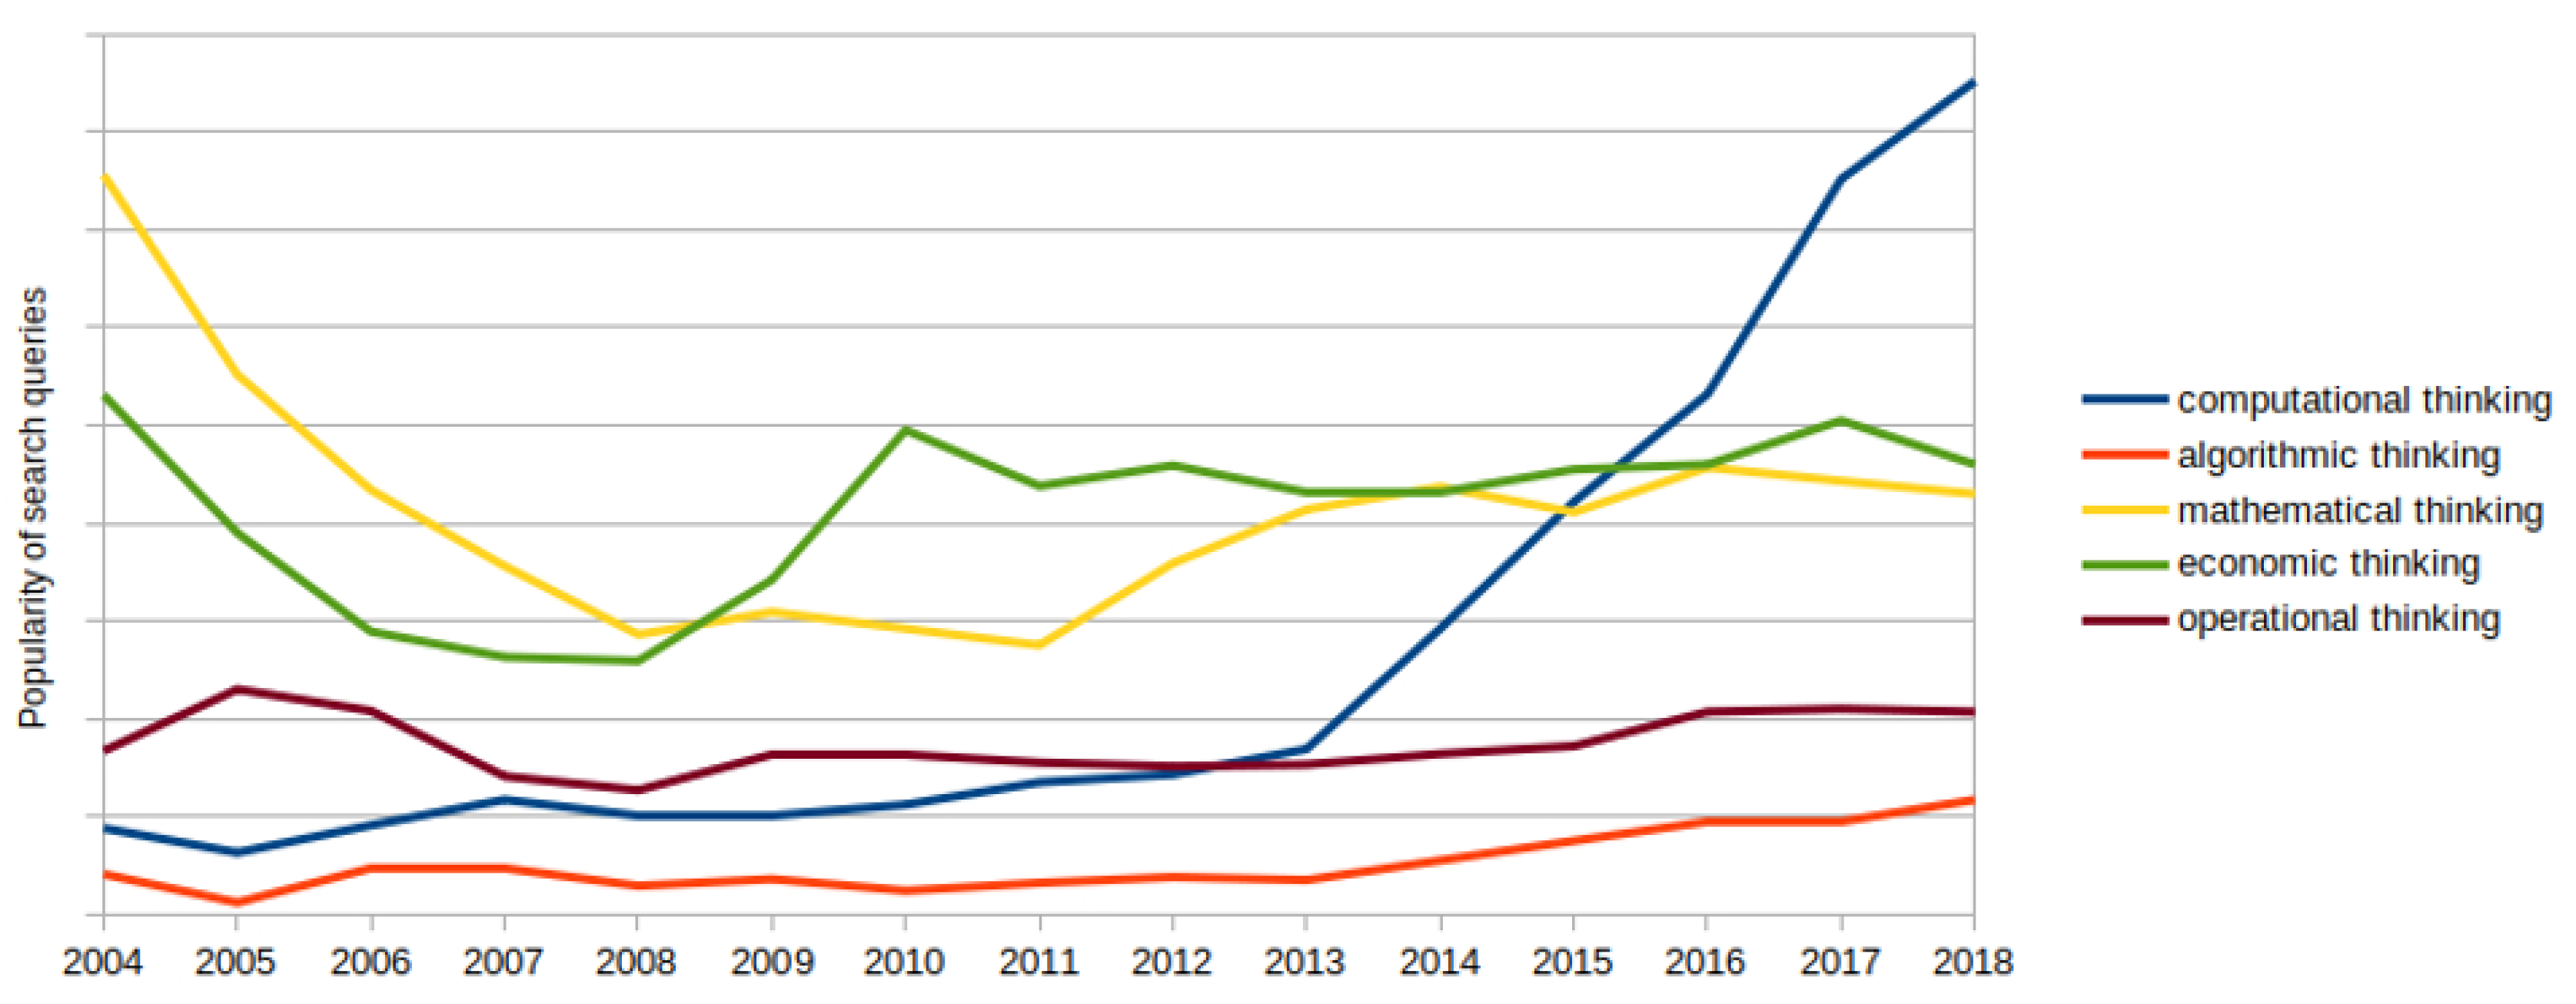 Popularity of search queries
computational thinking
algorithmic thinking
mathematical thinking
economic thinking
operational thinking
2004 2005 2006 2007 2008 2009 2010 2011 2012 2013 2014 2015 2016 2017 2018